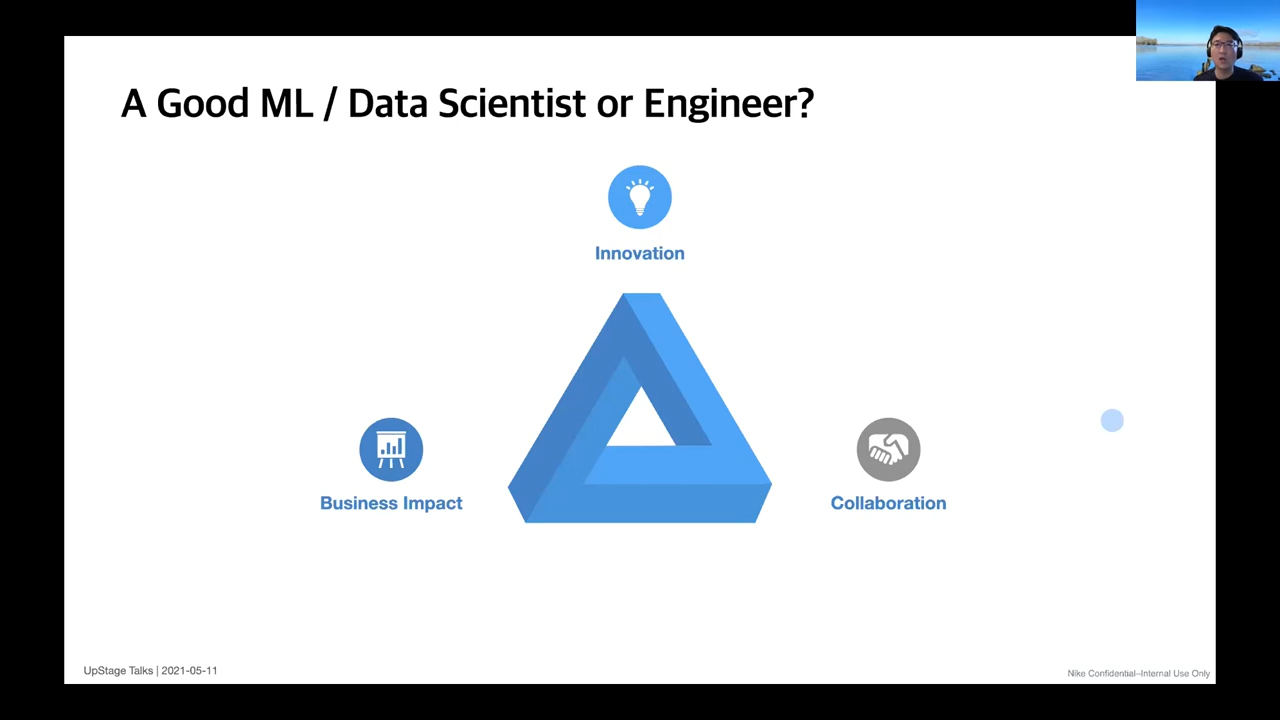 A Good ML / Data Scientist or Engineer?
Innovation
Business Impact
Collaboration
UpStage Talks | 2021-05-11
Nike Confidential–Internal Use Only